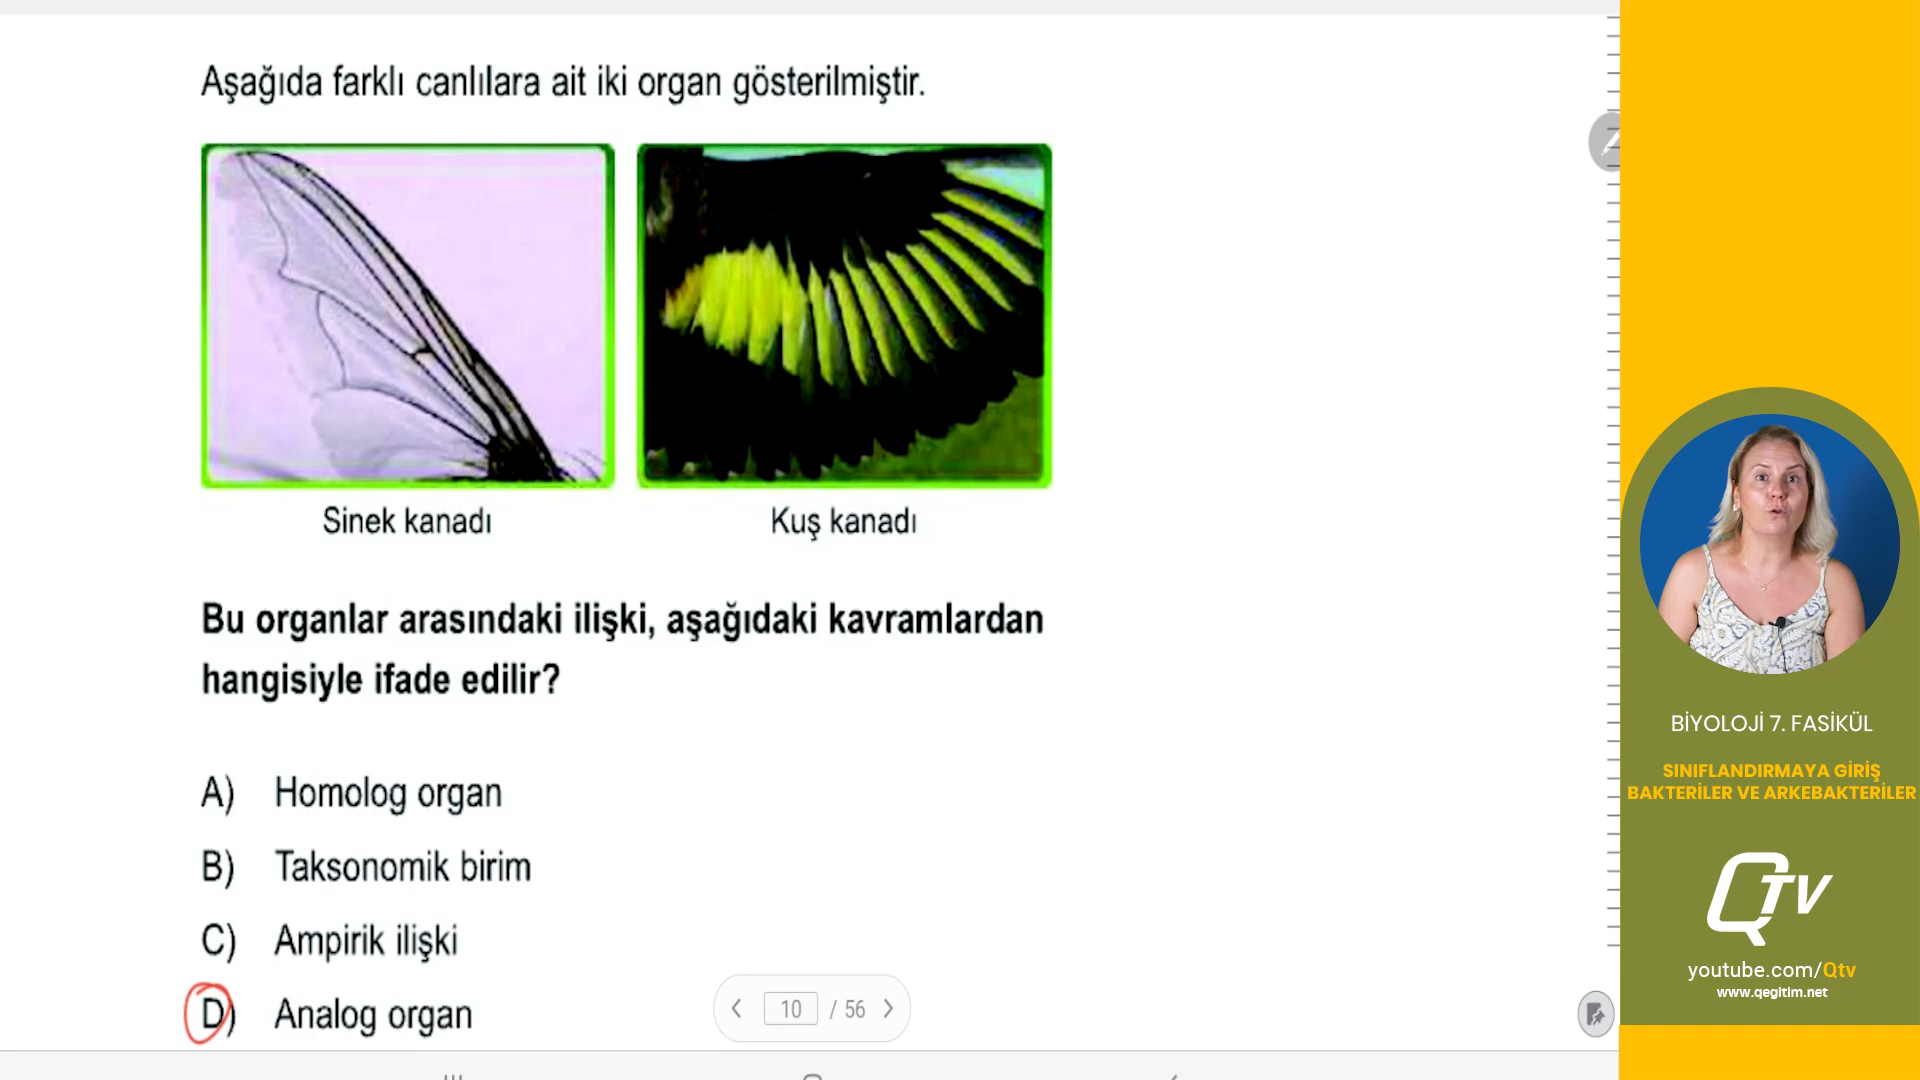 Aşağıda farklı canlılara ait iki organ gösterilmiştir.
Sinek kanadı
Kuş kanadı
Bu organlar arasındaki ilişki, aşağıdaki kavramlardan
hangisiyle ifade edilir?
A) Homolog organ
B) Taksonomik birim
C) Ampirik ilişki
D) Analog organ
10 / 56
BİYOLOJİ 7. FASİKÜL
SINIFLANDIRMAYA GİRİŞ
BAKTERİLER VE ARKEBAKTERİLER
QTV
youtube.com/Qtv
www.qegitim.net